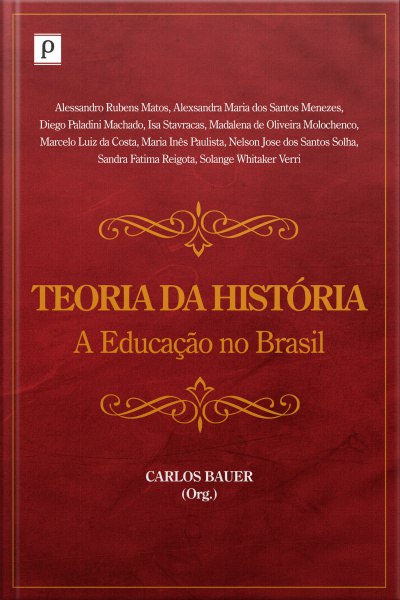 ρ
Alessandro Rubens Matos, Alexsandra Maria dos Santos Menezes,
Diego Paladini Machado, Isa Stavracas, Madalena de Oliveira Molochenco,
Marcelo Luiz da Costa, Maria Inês Paulista, Nelson Jose dos Santos Solha,
Sandra Fatima Reigota, Solange Whitaker Verri
TEORIA DA HISTÓRIA
A Educação no Brasil
CARLOS BAUER
(Org.)